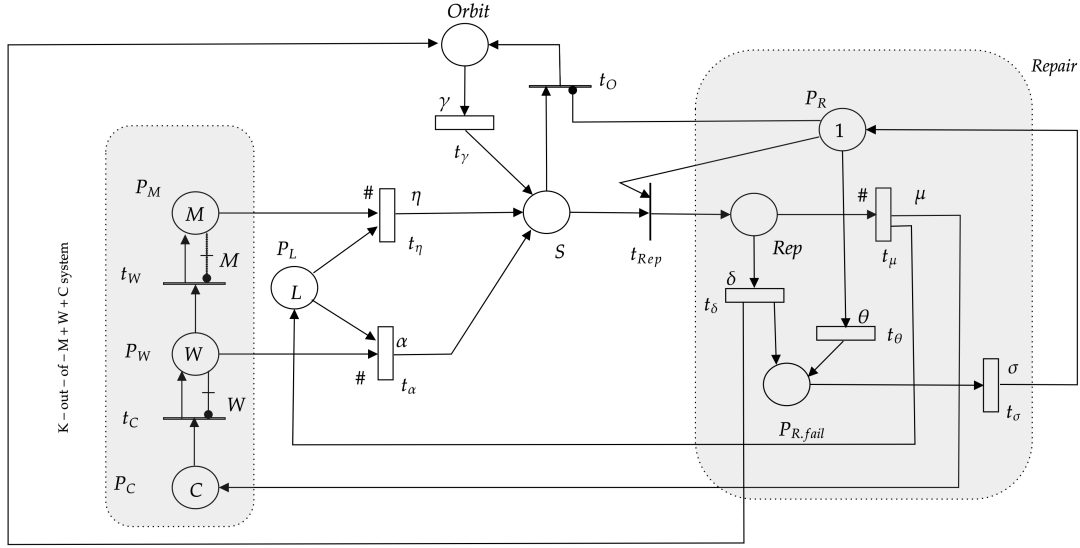 Orbit
Repair
t_O
γ
P_R
1
t_γ
P_M
M
#
η
#
μ
K – out – of – M + W + C system
t_W
M
P_L
t_η
S
t_Rep
Rep
t_μ
L
δ
t_δ
θ
t_θ
P_W
W
α
#
t_α
σ
t_C
W
P_R.fail
t_σ
P_C
C